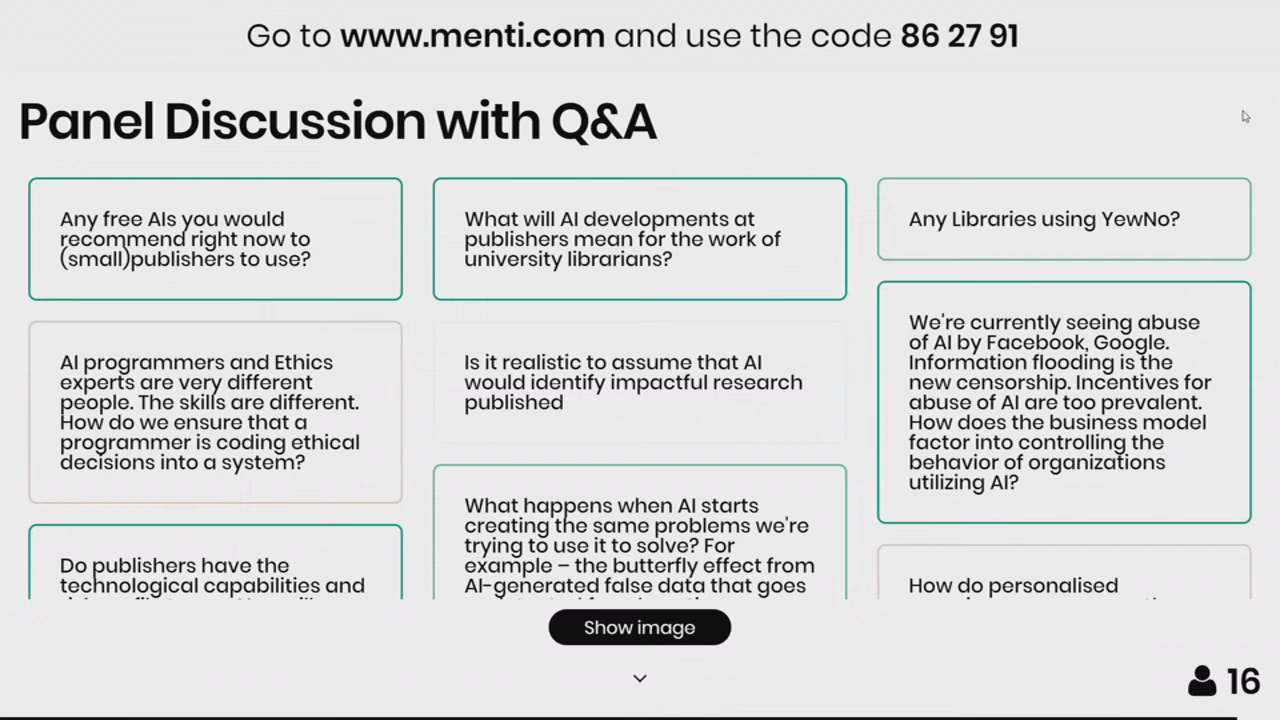 Go to www.menti.com and use the code 86 27 91
Panel Discussion with Q&A
Any free AIs you would
recommend right now to
(small)publishers to use?
AI programmers and Ethics
experts are very different
people. The skills are different.
How do we ensure that a
programmer is coding ethical
decisions into a system?
Do publishers have the
technological capabilities and
What will AI developments at
publishers mean for the work of
university librarians?
Is it realistic to assume that AI
would identify impactful research
published
What happens when AI starts
creating the same problems we're
trying to use it to solve? For
example – the butterfly effect from
AI-generated false data that goes
Any Libraries using YewNo?
We're currently seeing abuse
of AI by Facebook, Google.
Information flooding is the
new censorship. Incentives for
abuse of AI are too prevalent.
How does the business model
factor into controlling the
behavior of organizations
utilizing AI?
How do personalised
Show image
16